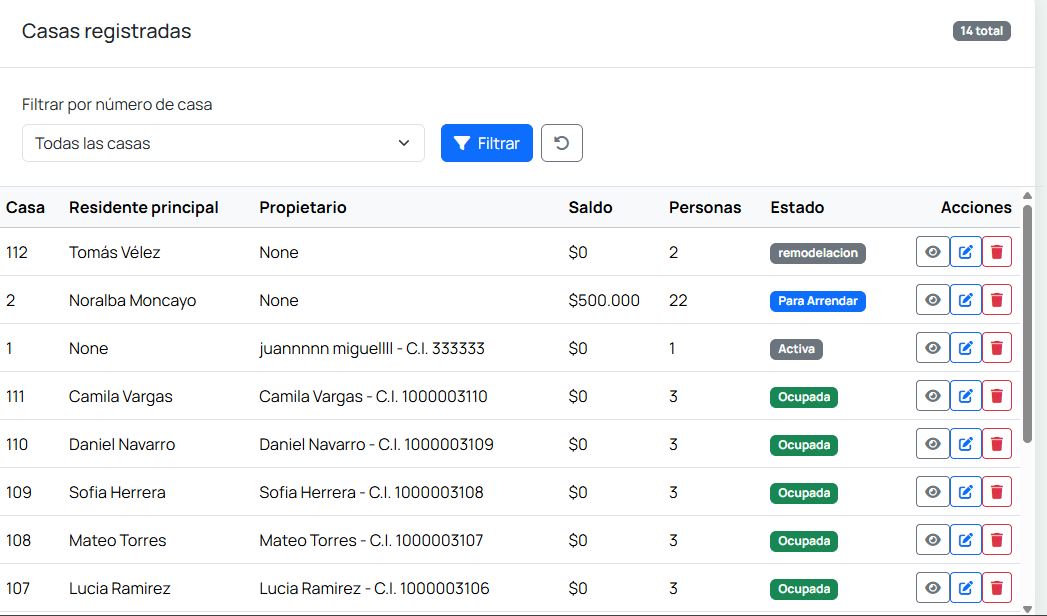 Casas registradas 14 total
Filtrar por número de casa
Todas las casas Filtrar
Casa Residente principal Propietario Saldo Personas Estado Acciones
112 Tomás Vélez None $0 2 remodelacion
2 Noralba Moncayo None $500.000 22 Para Arrendar
1 None juannnnn miguellll - C.I. 333333 $0 1 Activa
111 Camila Vargas Camila Vargas - C.I. 1000003110 $0 3 Ocupada
110 Daniel Navarro Daniel Navarro - C.I. 1000003109 $0 3 Ocupada
109 Sofia Herrera Sofia Herrera - C.I. 1000003108 $0 3 Ocupada
108 Mateo Torres Mateo Torres - C.I. 1000003107 $0 3 Ocupada
107 Lucia Ramirez Lucia Ramirez - C.I. 1000003106 $0 3 Ocupada